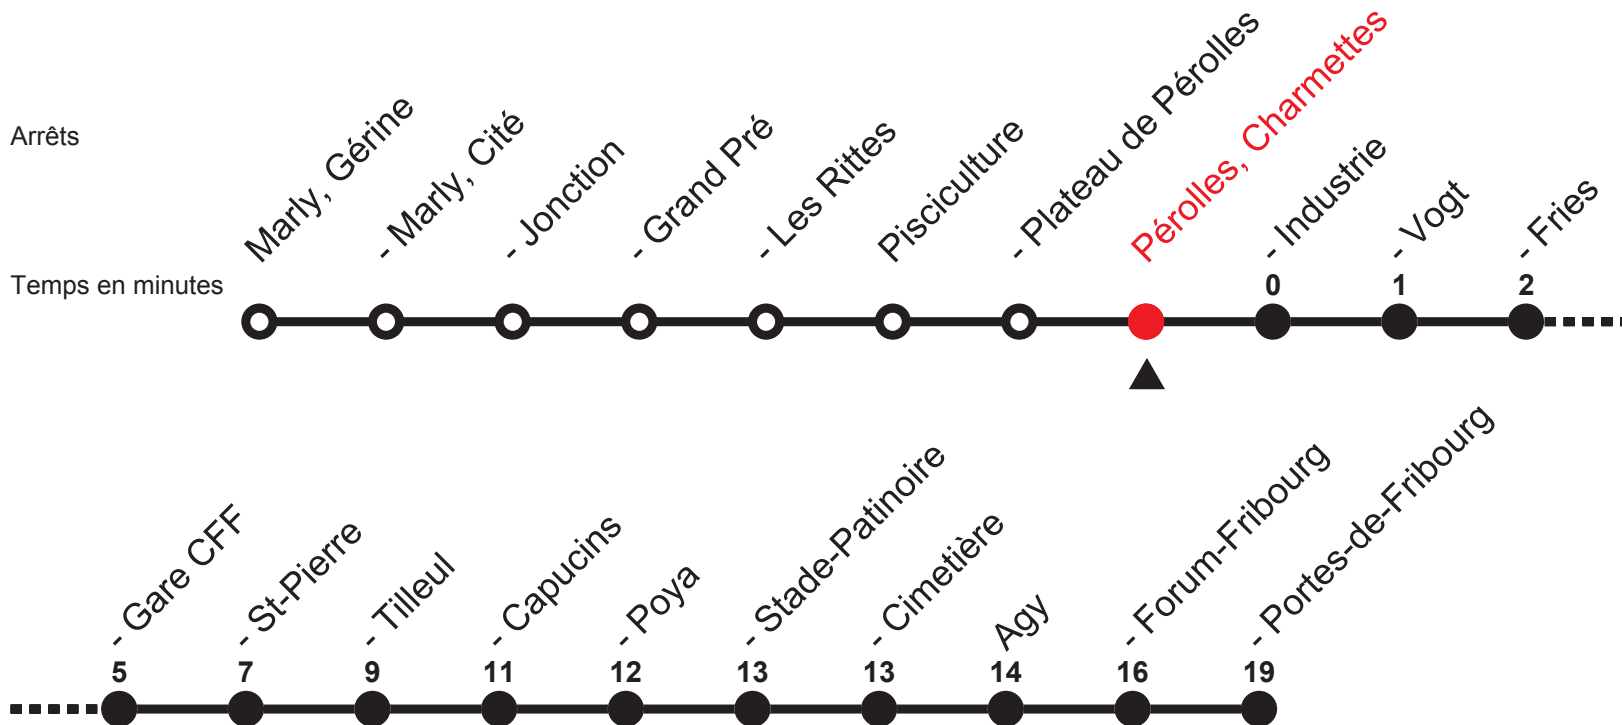 Arrêts
Marly, Gérine
- Marly, Cité
- Jonction
- Grand Pré
- Les Rittes
Pisciculture
- Plateau de Pérolles
Pérolles, Charmettes
- Industrie
- Vogt
- Fries
Temps en minutes
0
1
2
- Gare CFF
- St-Pierre
- Tilleul
- Capucins
- Poya
- Stade-Patinoire
- Cimetière
Agy
- Forum-Fribourg
- Portes-de-Fribourg
5
7
9
11
12
13
13
14
16
19